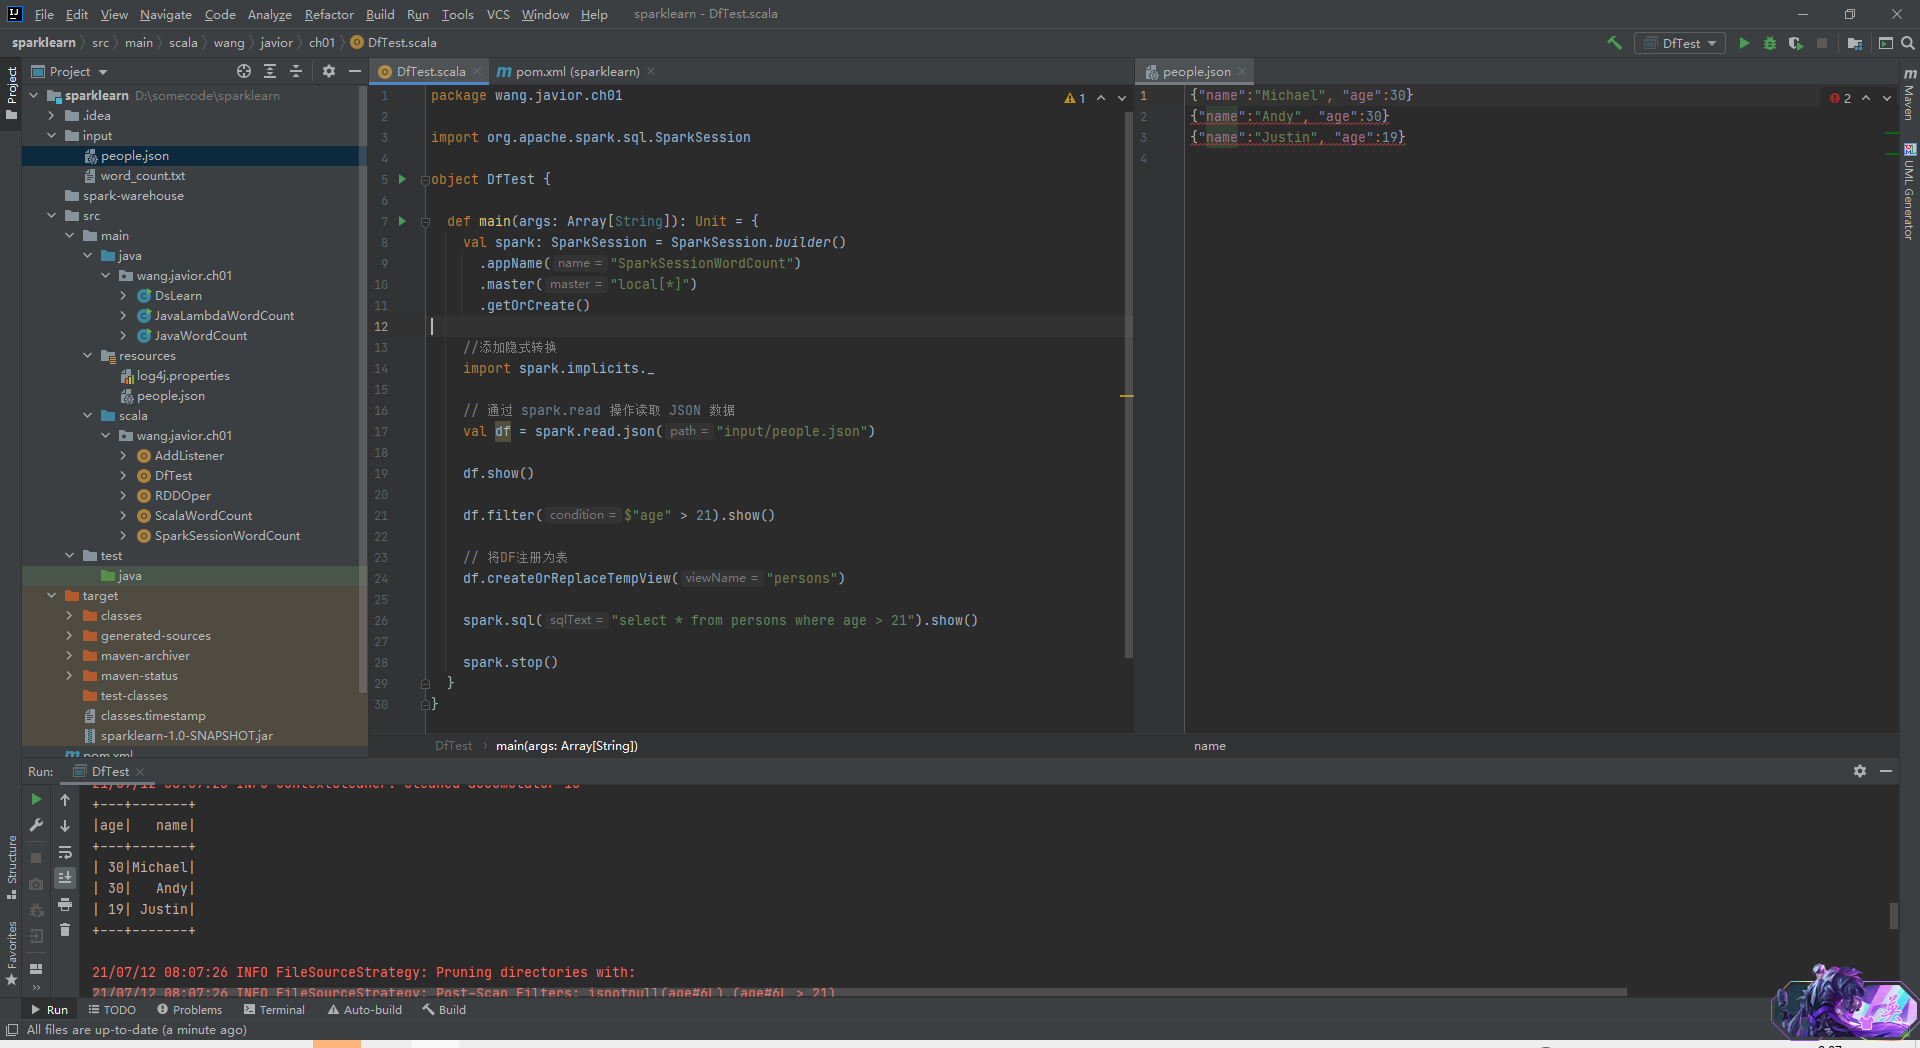 File Edit View Navigate Code Analyze Refactor Build Run Tools VCS Window Help sparklearn - DfTest.scala
sparklearn src main scala wang javior ch01 DfTest.scala
DfTest
Project
DfTest.scala
pom.xml (sparklearn)
people.json
Project
sparklearn D:\somecode\sparklearn
.idea
input
people.json
word_count.txt
spark-warehouse
src
main
java
wang.javior.ch01
DsLearn
JavaLambdaWordCount
JavaWordCount
resources
log4j.properties
people.json
scala
wang.javior.ch01
AddListener
DfTest
RDDOper
ScalaWordCount
SparkSessionWordCount
test
java
target
classes
generated-sources
maven-archiver
maven-status
test-classes
classes.timestamp
sparklearn-1.0-SNAPSHOT.jar
pom.xml
1 package wang.javior.ch01
2
3 import org.apache.spark.sql.SparkSession
4
5 object DfTest {
6
7 def main(args: Array[String]): Unit = {
8 val spark: SparkSession = SparkSession.builder()
9 .appName( name = "SparkSessionWordCount")
10 .master( master = "local[*]")
11 .getOrCreate()
12
13 //添加隐式转换
14 import spark.implicits._
15
16 // 通过 spark.read 操作读取 JSON 数据
17 val df = spark.read.json( path = "input/people.json")
18
19 df.show()
20
21 df.filter( condition = $"age" > 21).show()
22
23 // 将DF注册为表
24 df.createOrReplaceTempView( viewName = "persons")
25
26 spark.sql( sqlText = "select * from persons where age > 21").show()
27
28 spark.stop()
29 }
30 }
1
DfTest main(args: Array[String])
1 {"name":"Michael", "age":30}
2 {"name":"Andy", "age":30}
3 {"name":"Justin", "age":19}
4
2
name
Maven
UML Generator
Run: DfTest
21/07/12 08:07:26 INFO ContextCleaner: Cleaned accumulator 10
+---+-------+
|age|   name|
+---+-------+
| 30|Michael|
| 30|   Andy|
| 19| Justin|
+---+-------+
21/07/12 08:07:26 INFO FileSourceStrategy: Pruning directories with:
21/07/12 08:07:26 INFO FileSourceStrategy: Post-Scan Filters: isnotnull(age#6L),(age#6L > 21)
Structure
Favorites
Run TODO Problems Terminal Auto-build Build
All files are up-to-date (a minute ago)